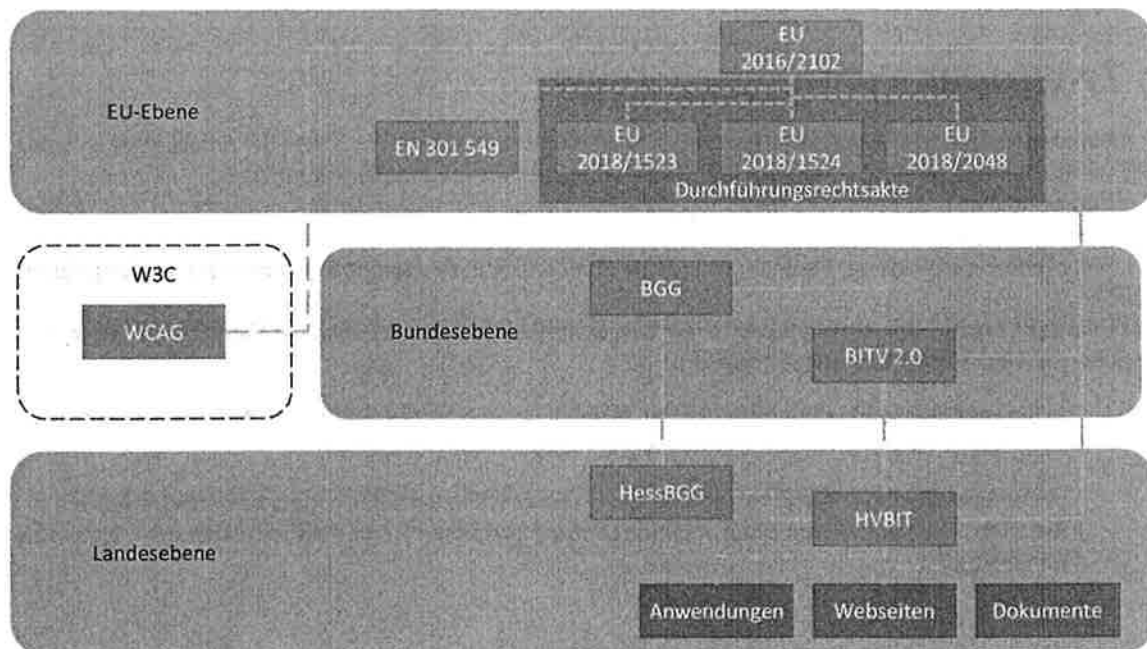 EU
2016/2102
EU-Ebene
EN 301 549
EU
2018/1523
EU
2018/1524
EU
2018/2048
Durchführungsrechtsakte
W3C
WCAG
BGG
Bundesebene
BITV 2.0
HessBGG
HVBIT
Landesebene
Anwendungen
Webseiten
Dokumente